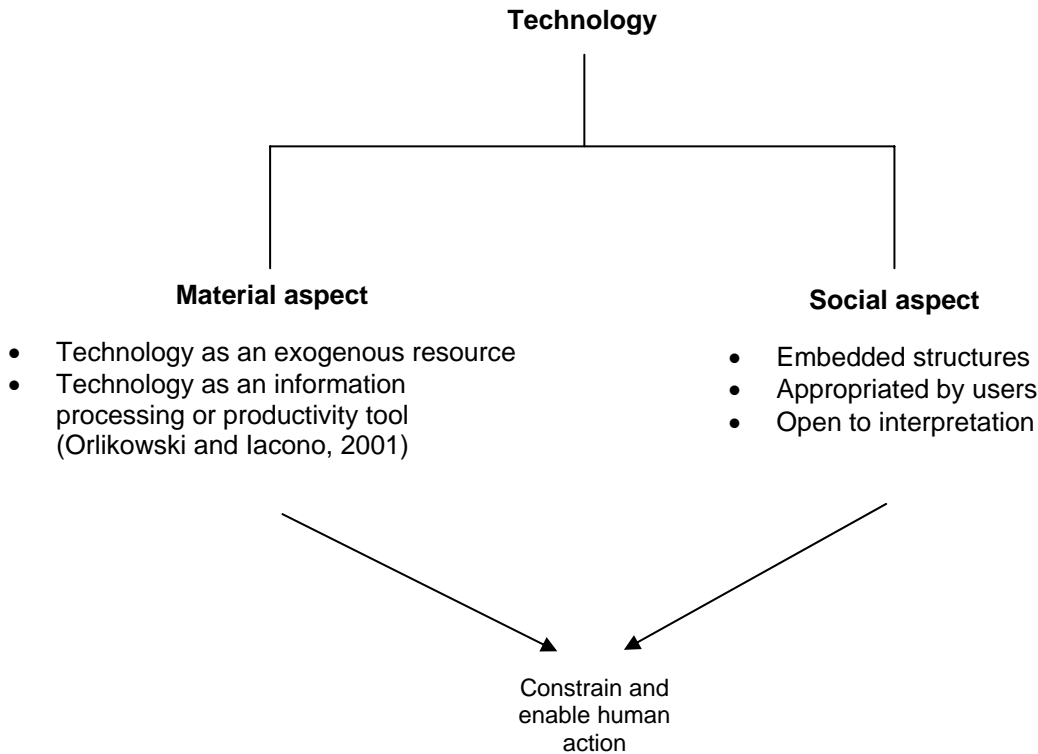 Technology
Material aspect
• Technology as an exogenous resource
• Technology as an information
processing or productivity tool
(Orlikowski and Iacono, 2001)
Social aspect
• Embedded structures
• Appropriated by users
• Open to interpretation
Constrain and
enable human
action